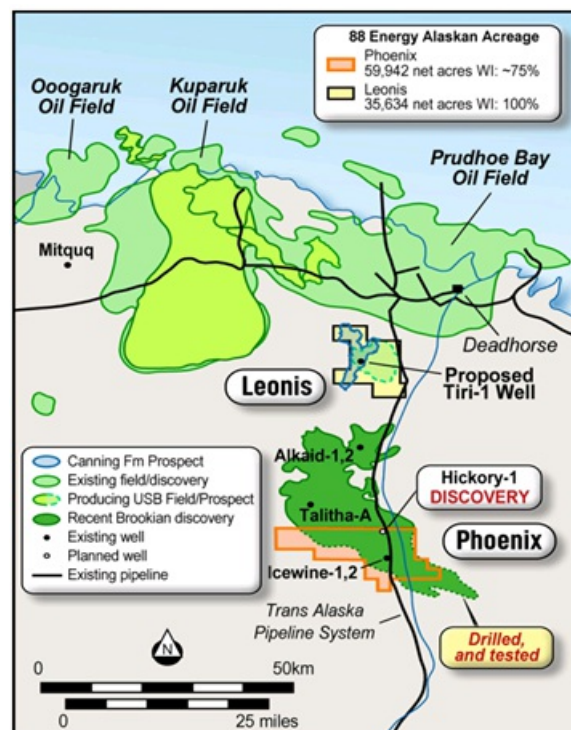 88 Energy Alaskan Acreage
Phoenix
59,942 net acres WI: ~75%
Leonis
35,634 net acres WI: 100%
Ooogaruk
Oil Field
Kuparuk
Oil Field
Prudhoe Bay
Oil Field
Mitquq
Deadhorse
Leonis
Proposed
Tiri-1 Well
Alkaid-1,2
Hickory-1
DISCOVERY
Talitha-A
Phoenix
Icewine-1,2
Canning Fm Prospect
Existing field/discovery
Producing USB Field/Prospect
Recent Brookian discovery
Existing well
Planned well
Existing pipeline
Trans Alaska
Pipeline System
Drilled,
and tested
N
0 50km
0 25 miles